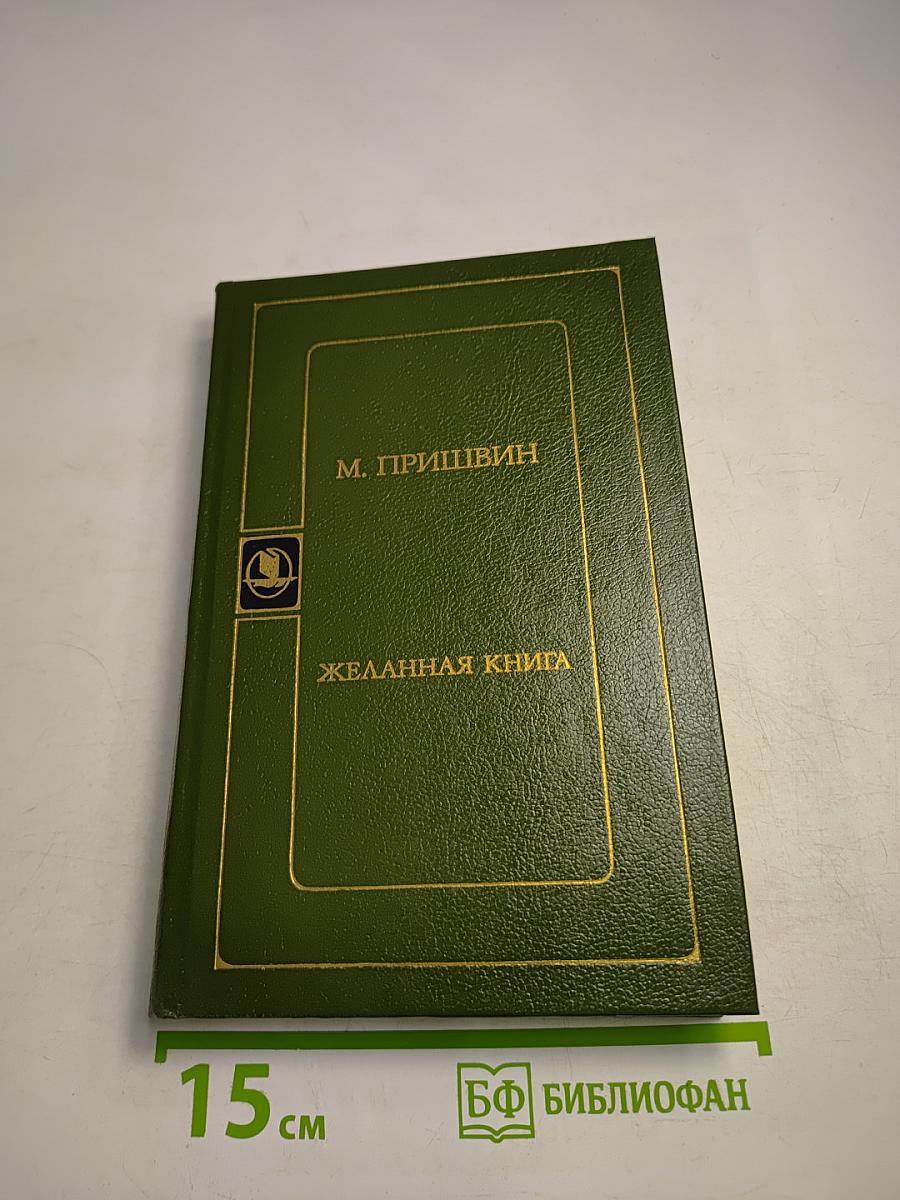 М. ПРИШВИН
ЖЕЛАННАЯ КНИГА
15 см
БФ БИБЛИОФАН